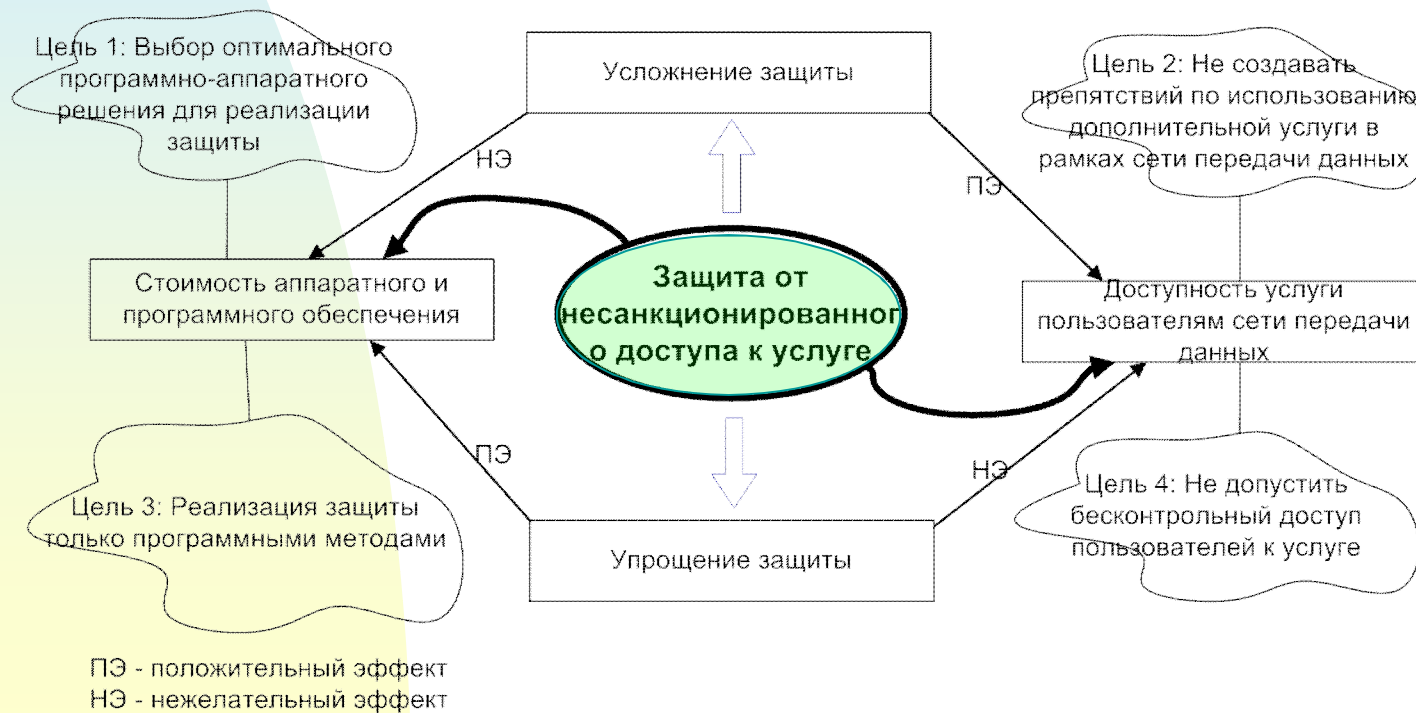 Цель 1: Выбор оптимального
программно-аппаратного
решения для реализации
защиты
Усложнение защиты
Цель 2: Не создавать
препятствий по использованию
дополнительной услуги в
рамках сети передачи данных
НЭ
ПЭ
Стоимость аппаратного и
программного обеспечения
Защита от
несанкционированног
о доступа к услуге
Доступность услуги
пользователям сети передачи
данных
ПЭ
НЭ
Цель 3: Реализация защиты
только программными методами
Упрощение защиты
Цель 4: Не допустить
бесконтрольный доступ
пользователей к услуге
ПЭ - положительный эффект
НЭ - нежелательный эффект